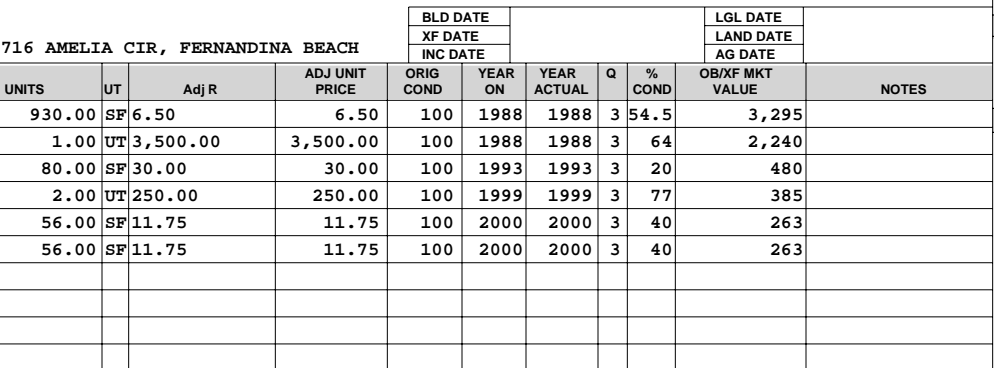 BLD DATE LGL DATE
XF DATE LAND DATE
716 AMELIA CIR, FERNANDINA BEACH INC DATE AG DATE
UNITS UT Adj R ADJ UNIT PRICE ORIG COND YEAR ON YEAR ACTUAL Q % COND OB/XF MKT VALUE NOTES
930.00 SF 6.50 6.50 100 1988 1988 3 54.5 3,295
1.00 UT 3,500.00 3,500.00 100 1988 1988 3 64 2,240
80.00 SF 30.00 30.00 100 1993 1993 3 20 480
2.00 UT 250.00 250.00 100 1999 1999 3 77 385
56.00 SF 11.75 11.75 100 2000 2000 3 40 263
56.00 SF 11.75 11.75 100 2000 2000 3 40 263